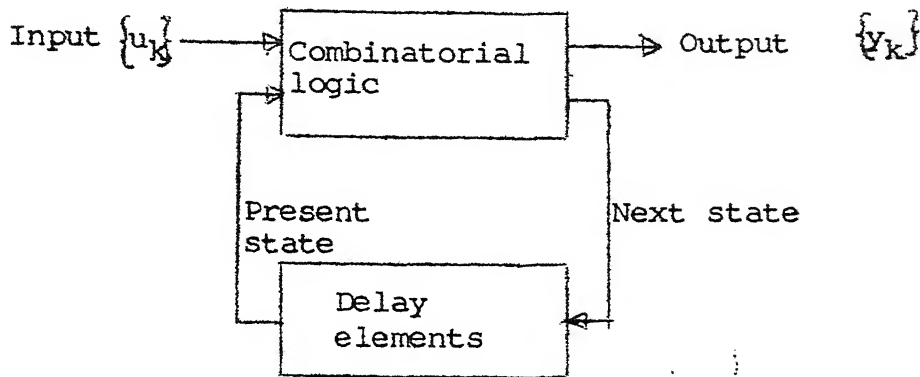 Input {u_k}
Combinatorial
logic
Output {y_k}
Present
state
Next state
Delay
elements